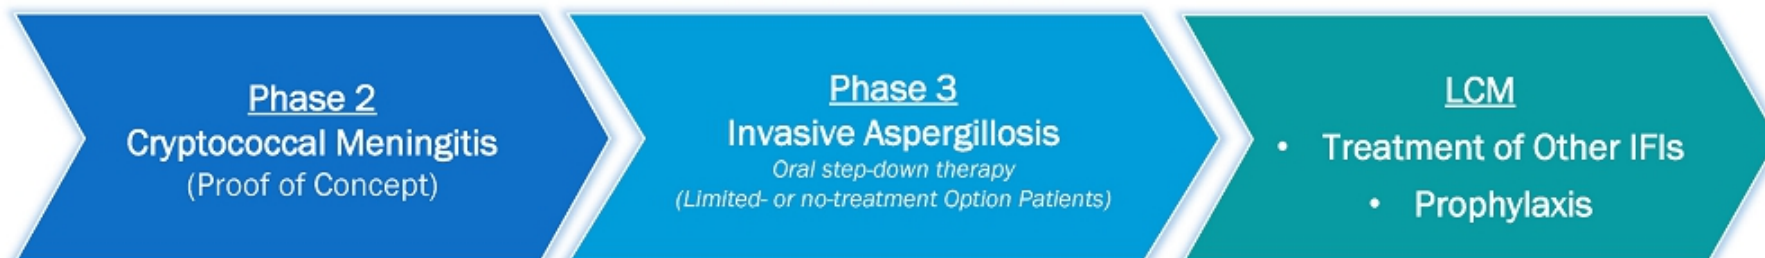 Phase 2
Cryptococcal Meningitis
(Proof of Concept)
Phase 3
Invasive Aspergillosis
Oral step-down therapy
(Limited- or no-treatment Option Patients)
LCM
• Treatment of Other IFIs
• Prophylaxis